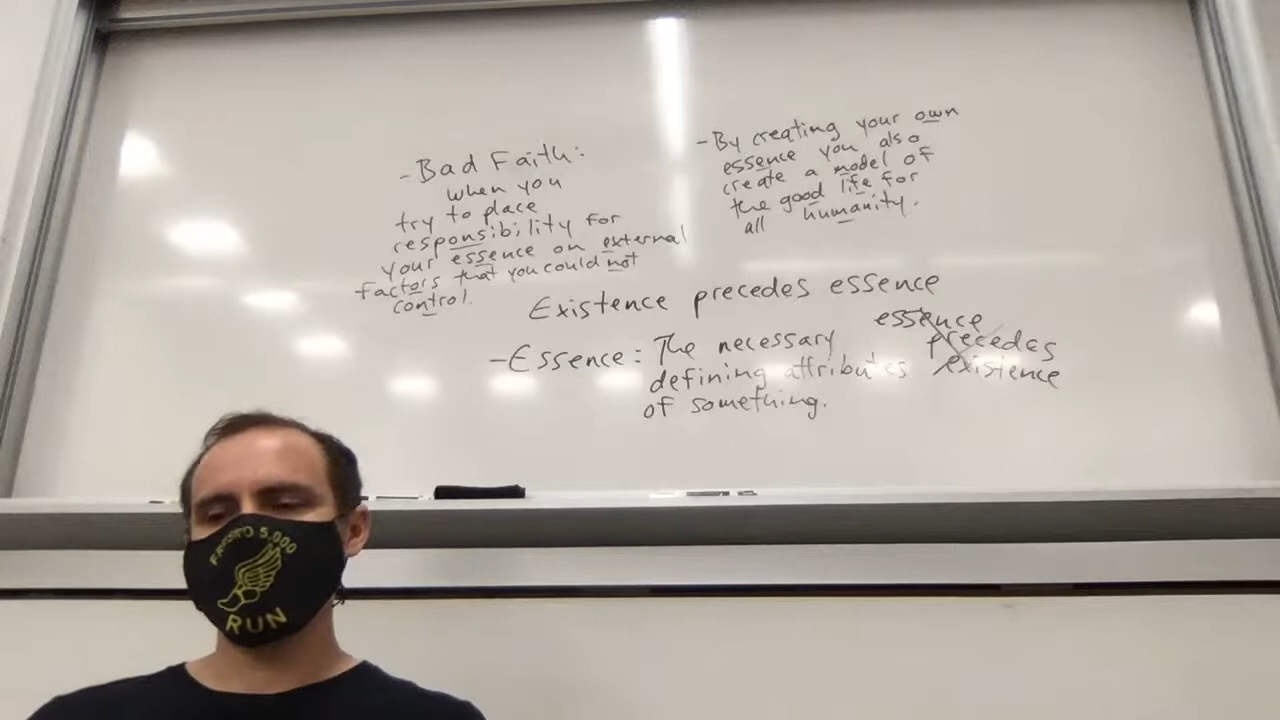 - Bad Faith:
when you
try to place
responsibility for
your essence on external
factors that you could not
control.
- By creating your own
essence you also
create a model of
the good life for
all humanity.
Existence precedes essence
- Essence: The necessary
defining attributes
of something.
essence
precedes
existence
5,000
RUN